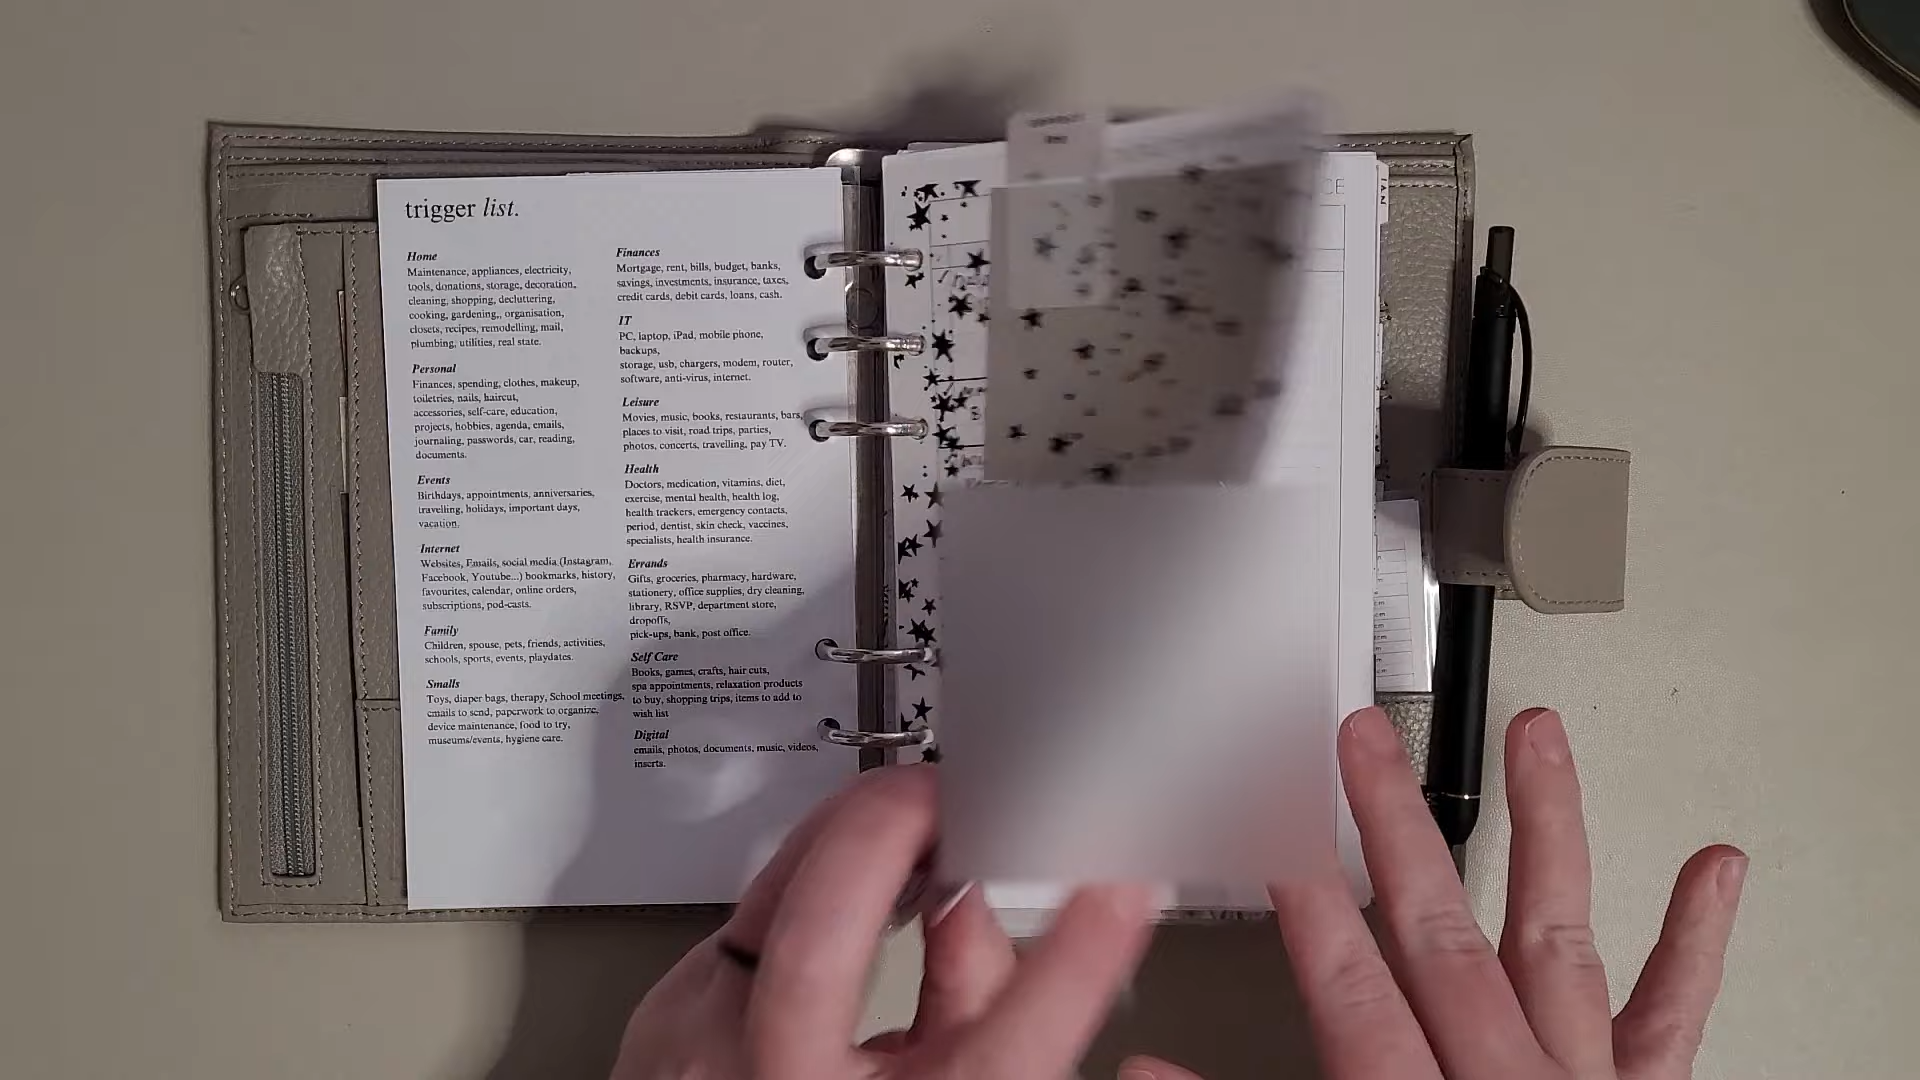 trigger list.
Home
Maintenance, appliances, electricity,
tools, donations, storage, decoration,
cleaning, shopping, decluttering,
cooking, gardening,, organisation,
closets, recipes, remodelling, mail,
plumbing, utilities, real state.
Personal
Finances, spending, clothes, makeup,
toiletries, nails, haircut,
accessories, self-care, education,
projects, hobbies, agenda, emails,
journaling, passwords, car, reading,
documents.
Events
Birthdays, appointments, anniversaries,
travelling, holidays, important days,
vacation.
Internet
Websites, Emails, social media (Instagram,
Facebook, Youtube...) bookmarks, history,
favourites, calendar, online orders,
subscriptions, pod-casts.
Family
Children, spouse, pets, friends, activities,
schools, sports, events, playdates.
Smalls
Toys, diaper bags, therapy, School meetings,
emails to send, paperwork to organize,
device maintenance, food to try,
museums/events, hygiene care.
Finances
Mortgage, rent, bills, budget, banks,
savings, investments, insurance, taxes,
credit cards, debit cards, loans, cash.
IT
PC, laptop, iPad, mobile phone,
backups,
storage, usb, chargers, modem, router,
software, anti-virus, internet.
Leisure
Movies, music, books, restaurants, bars,
places to visit, road trips, parties,
photos, concerts, travelling, pay TV.
Health
Doctors, medication, vitamins, diet,
exercise, mental health, health log,
health trackers, emergency contacts,
period, dentist, skin check, vaccines,
specialists, health insurance.
Errands
Gifts, groceries, pharmacy, hardware,
stationery, office supplies, dry cleaning,
library, RSVP, department store,
dropoffs,
pick-ups, bank, post office.
Self Care
Books, games, crafts, hair cuts,
spa appointments, relaxation products
to buy, shopping trips, items to add to
wish list
Digital
emails, photos, documents, music, videos,
inserts.